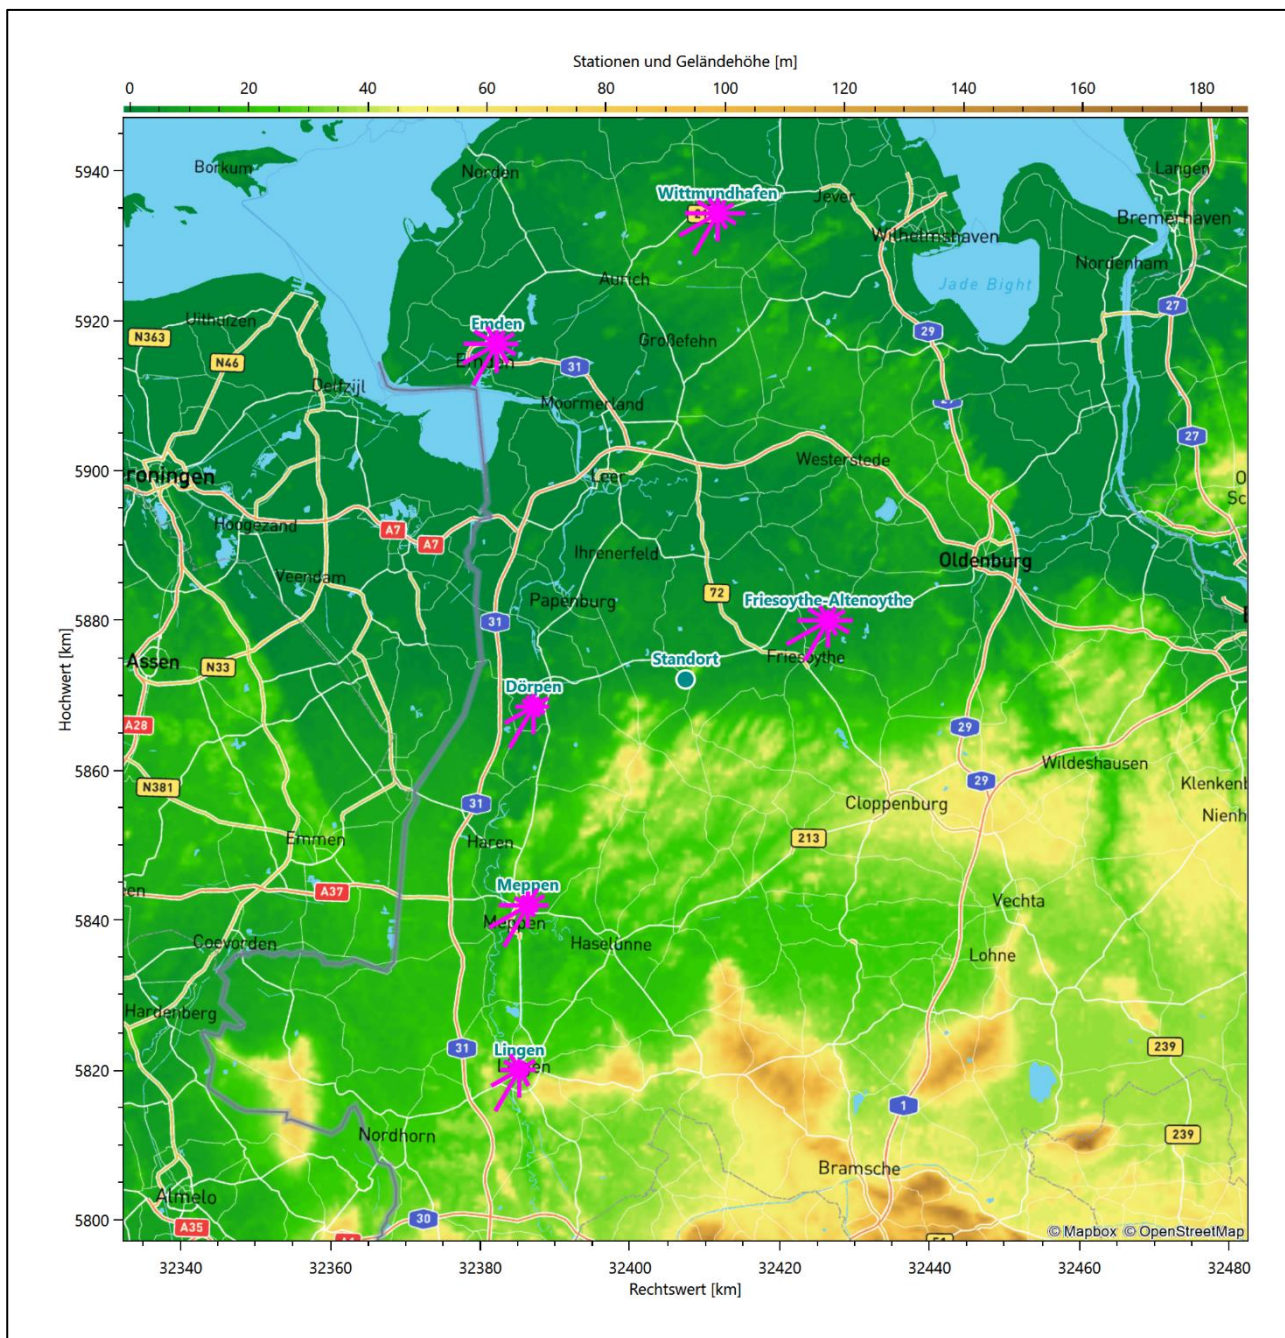 Stationen und Geländehöhe [m]
0 20 40 60 80 100 120 140 160 180
Hochwert [km]
5940
5920
5900
5880
5860
5840
5820
5800
Borkum
Norden
Langen
Wittmundhafen
Jever
Bremerhaven
Wilhelmshaven
Nordenham
Aurich
Jade Bight
27
Uithuizen
Emden
N363
Großefehn
29
N46
Emden
31
Delfzijl
Moormerland
27
Westerstede
roningen
Leer
Hoogezand
A7
A7
Ihrenerfeld
Oldenburg
Veendam
72
Papenburg
Friesoythe-Altenoythe
31
Assen
N33
Standort
Friesoythe
Dörpen
A28
29
Wildeshausen
N381
29
Klenkenb
31
Cloppenburg
Nienh
Emmen
Haren
213
A37
Meppen
Vechta
Meppen
Coevorden
Haselünne
Lohne
Hardenberg
31
Lingen
239
1
Nordhorn
239
Bramsche
Almelo
A35
30
© Mapbox © OpenStreetMap
32340 32360 32380 32400 32420 32440 32460 32480
Rechtswert [km]